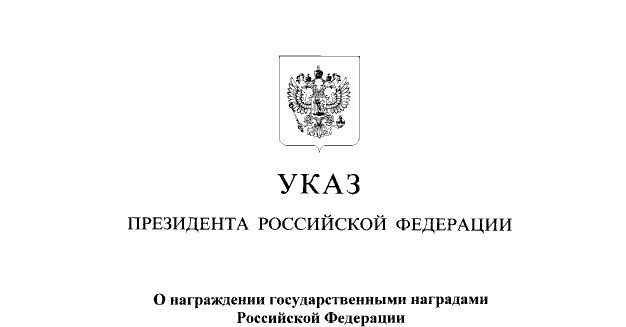 УКАЗ
ПРЕЗИДЕНТА РОССИЙСКОЙ ФЕДЕРАЦИИ
О награждении государственными наградами
Российской Федерации